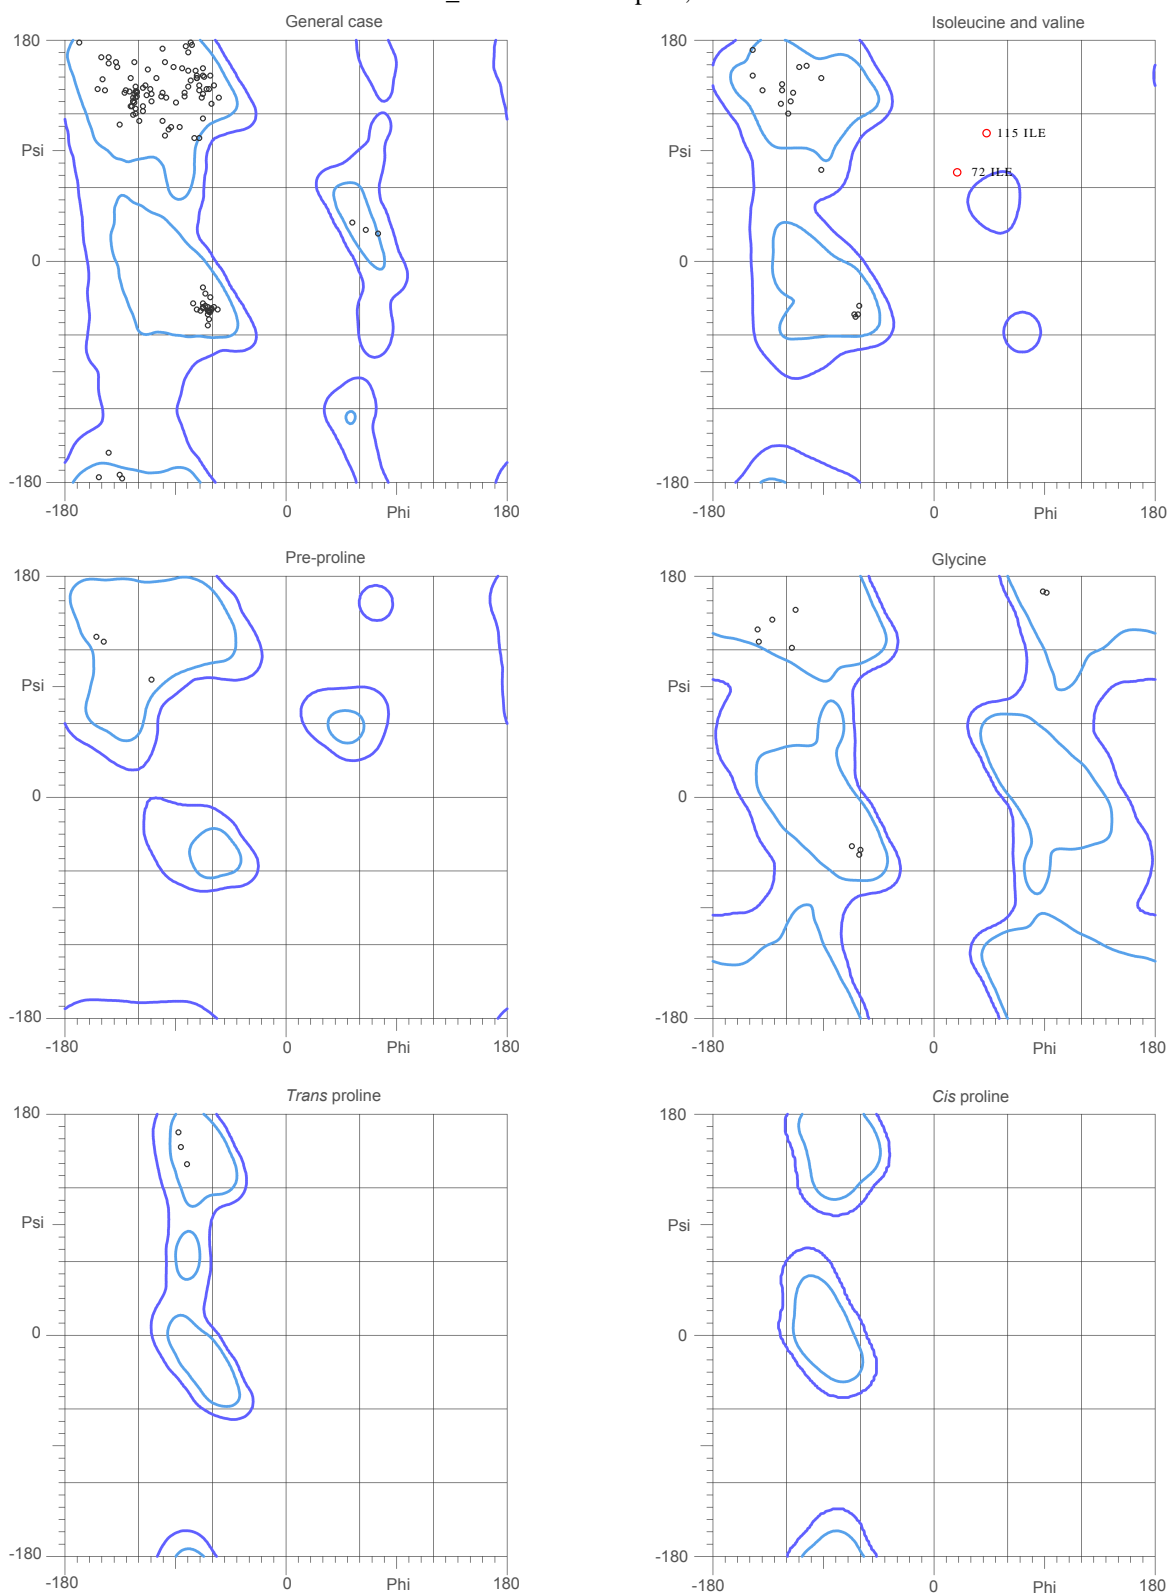 General case
Isoleucine and valine
180
180
115 ILE
Psi
Psi
72 ILE
0
0
-180
-180
-180
0
Phi
180
-180
0
Phi
180
Pre-proline
Glycine
180
180
Psi
Psi
0
0
-180
-180
-180
0
Phi
180
-180
0
Phi
180
Trans proline
Cis proline
180
180
Psi
Psi
0
0
-180
-180
-180
0
Phi
180
-180
0
Phi
180